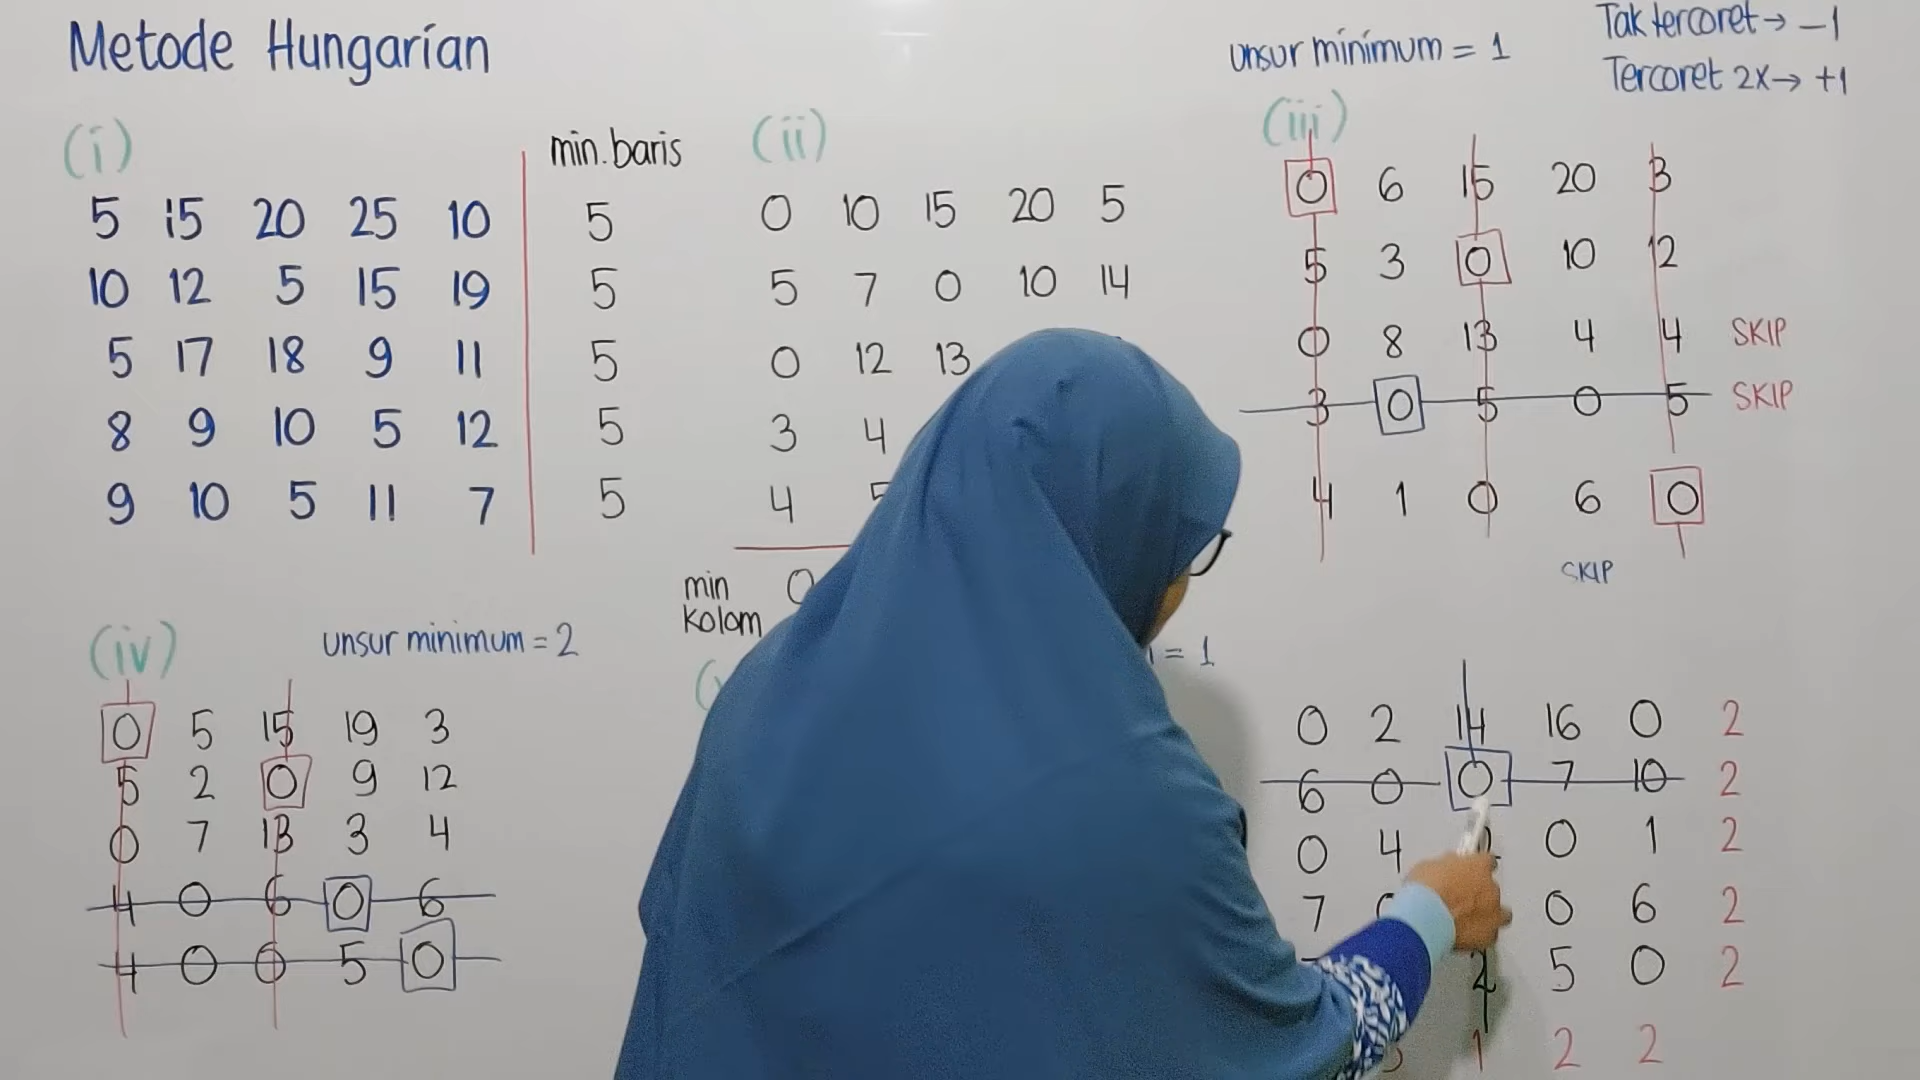 Metode Hungarian
(i)
5 15 20 25 10
10 12 5 15 19
5 17 18 9 11
8 9 10 5 12
9 10 5 11 7
min.baris
5
5
5
5
5
(ii)
0 10 15 20 5
5 7 0 10 14
0 12 13
3 4
4
min kolom 0
unsur minimum = 1
Tak tercoret → -1
Tercoret 2x → +1
(iii)
0 6 15 20 3
5 3 0 10 12
0 8 13 4 4 SKIP
3 0 5 0 5 SKIP
4 1 0 6 0
SKIP
(iv)
unsur minimum = 2
0 5 15 19 3
5 2 0 9 12
0 7 13 3 4
4 0 6 0 6
4 0 0 5 0
= 1
0 2 14 16 0 2
6 0 0 7 10 2
0 4 0 1 2
7 0 6 2
2 5 0 2
1 2 2